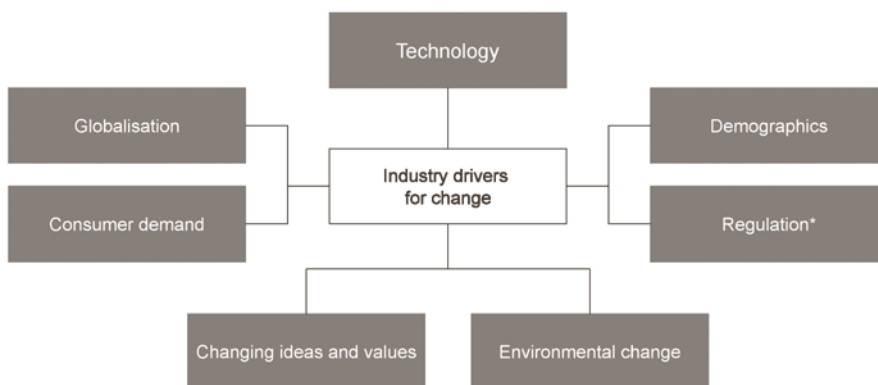 Technology
Globalisation
Demographics
Industry drivers
for change
Consumer demand
Regulation*
Changing ideas and values
Environmental change